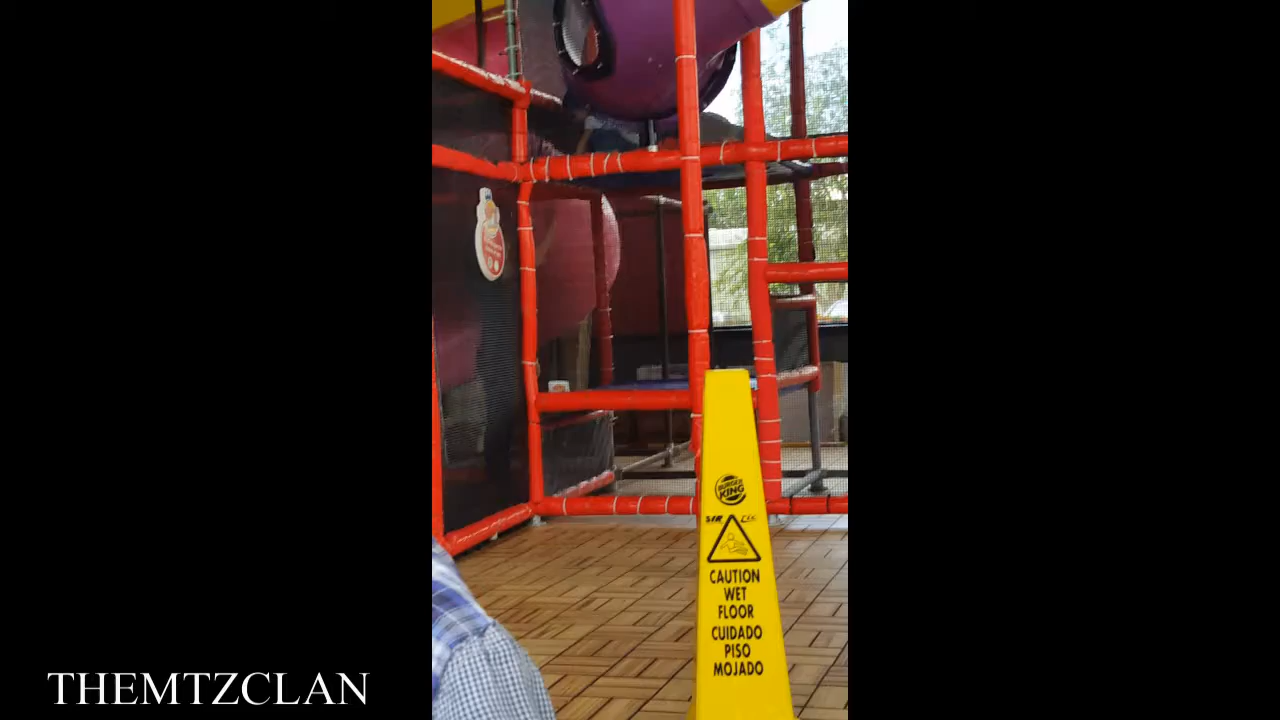 BURGER
KING
CAUTION
WET
FLOOR
CUIDADO
PISO
MOJADO
THEMTZCLAN